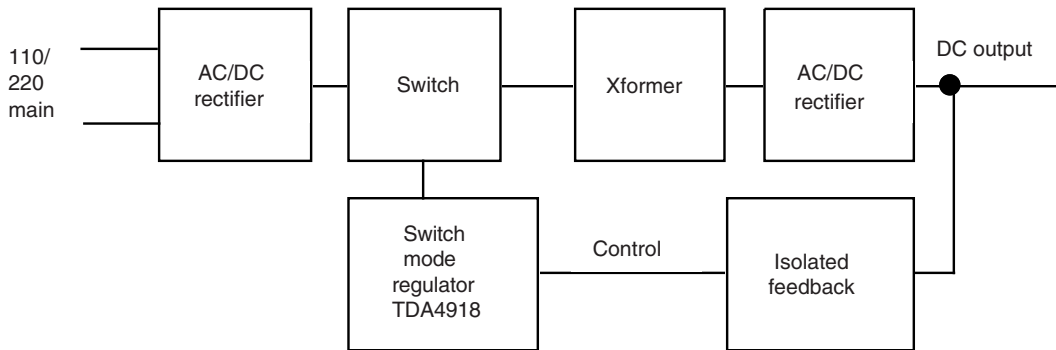 110/
220
main
AC/DC
rectifier
Switch
Xformer
AC/DC
rectifier
DC output
Switch
mode
regulator
TDA4918
Control
Isolated
feedback